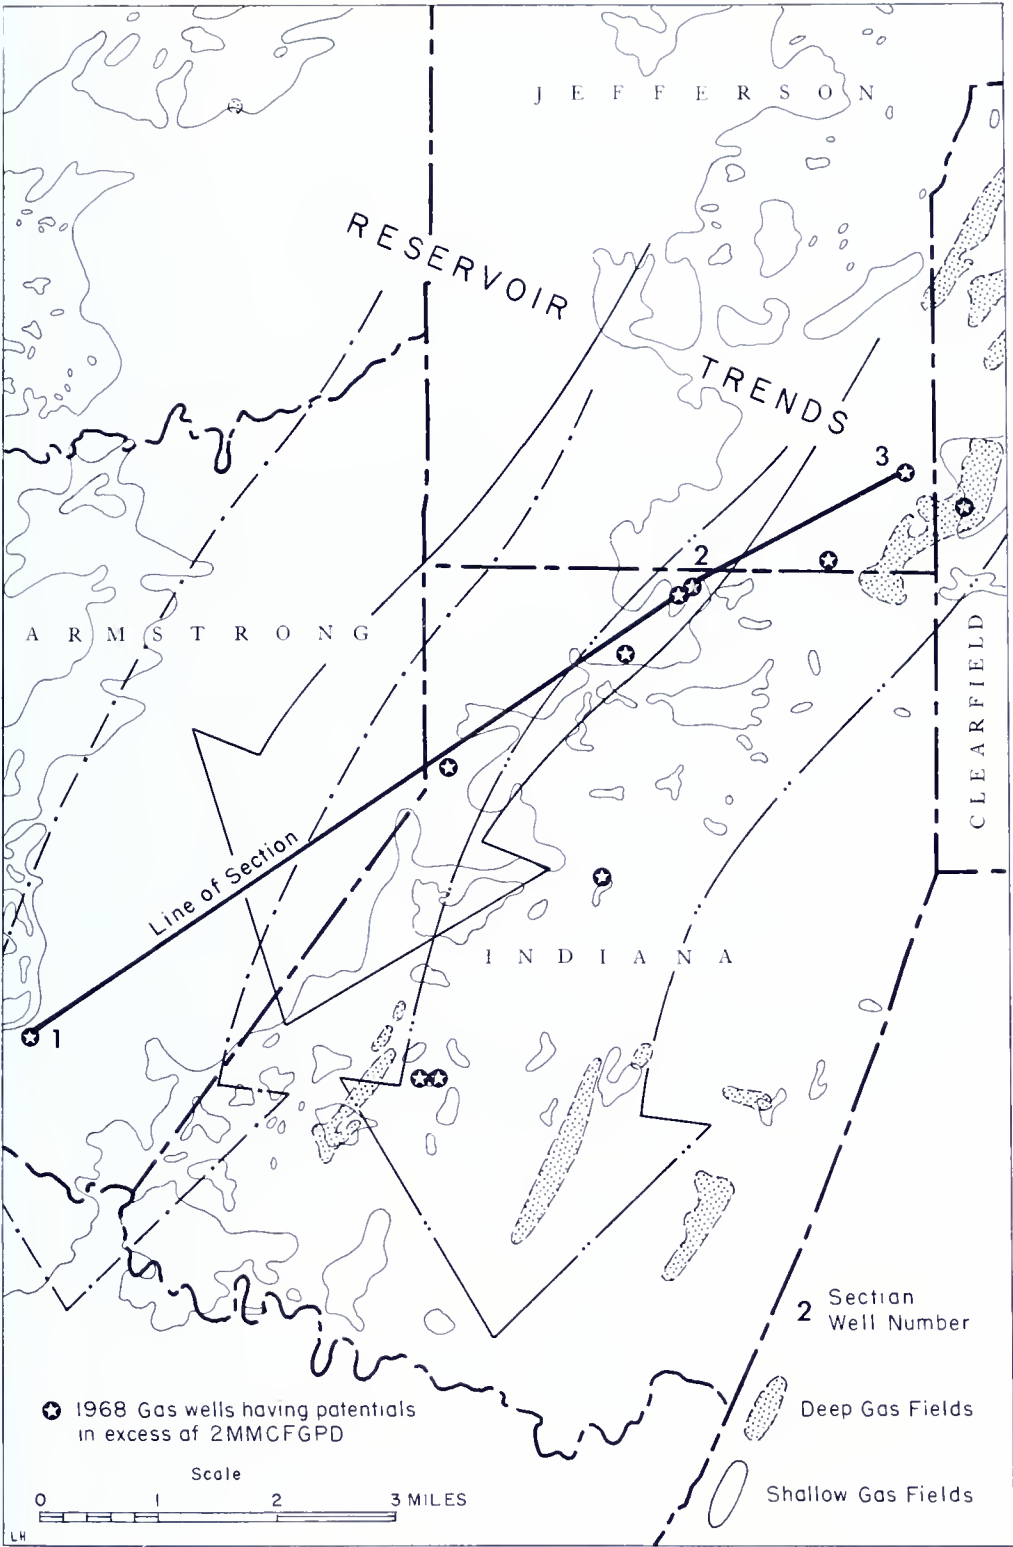 JEFFERSON
RESERVOIR
TRENDS
3
2
ARMSTRONG
CLEARFIELD
Line of Section
INDIANA
1
2 Section
Well Number
1968 Gas wells having potentials
in excess of 2MMCFGPD
Deep Gas Fields
Scale
0 1 2 3 MILES
Shallow Gas Fields
LH